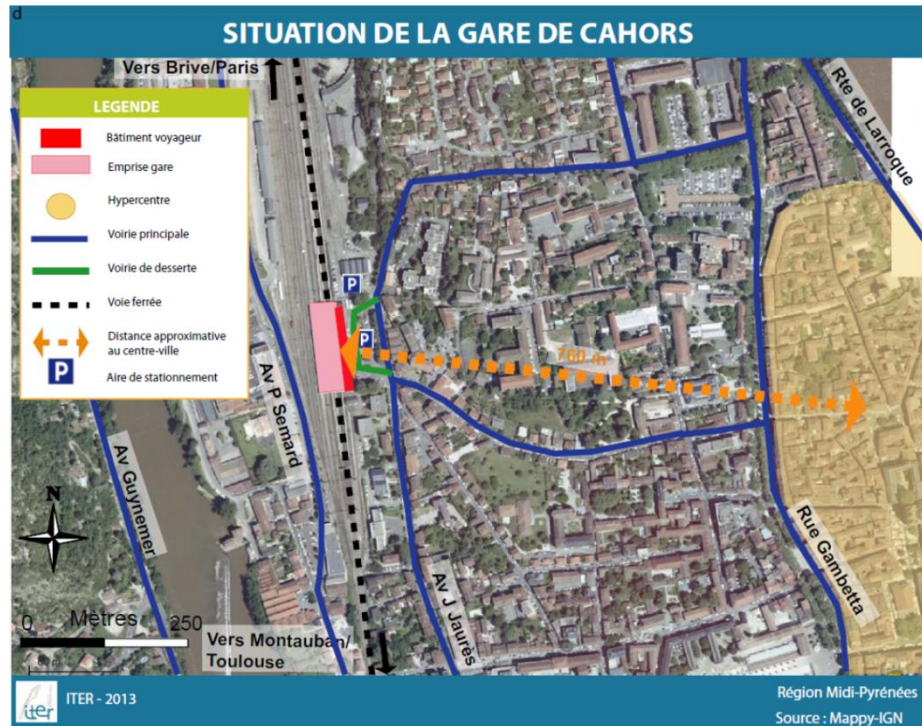 d
SITUATION DE LA GARE DE CAHORS
Vers Brive/Paris
LEGENDE
Bâtiment voyageur
Emprise gare
Hypercentre
Voirie principale
Voirie de desserte
Voie ferrée
Distance approximative
au centre-ville
P
Aire de stationnement
Rte de Larroque
P
P
760 m
Av P Semard
Av Guynemer
N
Rue Gambetta
Av J Jaurès
Mètres
0
250
Vers Montauban/
Toulouse
iter
ITER - 2013
Région Midi-Pyrénées
Source : Mappy-IGN